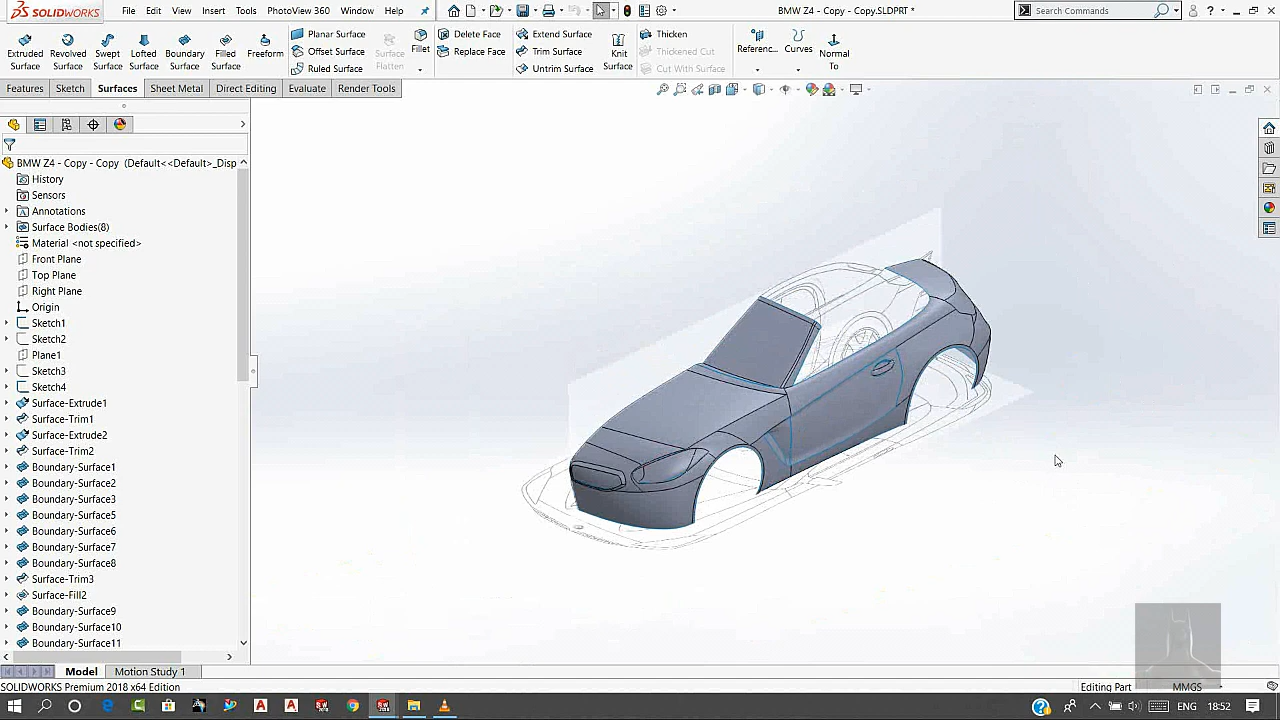 SOLIDWORKS File Edit View Insert Tools PhotoView 360 Window Help BMW Z4 - Copy - Copy.SLDPRT * Search Commands ?
Extruded Surface
Revolved Surface
Swept Surface
Lofted Surface
Boundary Surface
Filled Surface
Freeform
Planar Surface
Offset Surface
Ruled Surface
Surface Flatten
Fillet
Delete Face
Replace Face
Extend Surface
Trim Surface
Untrim Surface
Knit Surface
Thicken
Thickened Cut
Cut With Surface
Referenc...
Curves
Normal To
Features Sketch Surfaces Sheet Metal Direct Editing Evaluate Render Tools
BMW Z4 - Copy - Copy (Default<<Default>_Disp
History
Sensors
Annotations
Surface Bodies(8)
Material <not specified>
Front Plane
Top Plane
Right Plane
Origin
Sketch1
Sketch2
Plane1
Sketch3
Sketch4
Surface-Extrude1
Surface-Trim1
Surface-Extrude2
Surface-Trim2
Boundary-Surface1
Boundary-Surface2
Boundary-Surface3
Boundary-Surface5
Boundary-Surface6
Boundary-Surface7
Boundary-Surface8
Surface-Trim3
Surface-Fill2
Boundary-Surface9
Boundary-Surface10
Boundary-Surface11
Model Motion Study 1
SOLIDWORKS Premium 2018 x64 Edition Editing Part MMGS
ENG 18:52